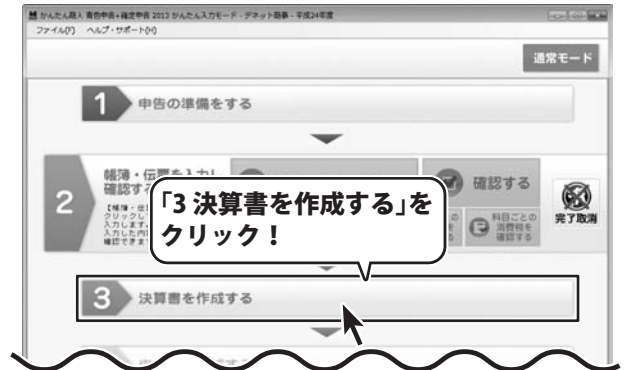 かんたん商人 青色申告+確定申告 2013 かんたん入力モード - デネット商事 - 平成24年度
ファイル(F) ヘルプ・サポート(H)
通常モード
1 申告の準備をする
2
帳簿・伝票を入力し
確認する
確認する
科目ごとの
消費税を
確認する
完了取消
「3 決算書を作成する」を
クリック！
3 決算書を作成する